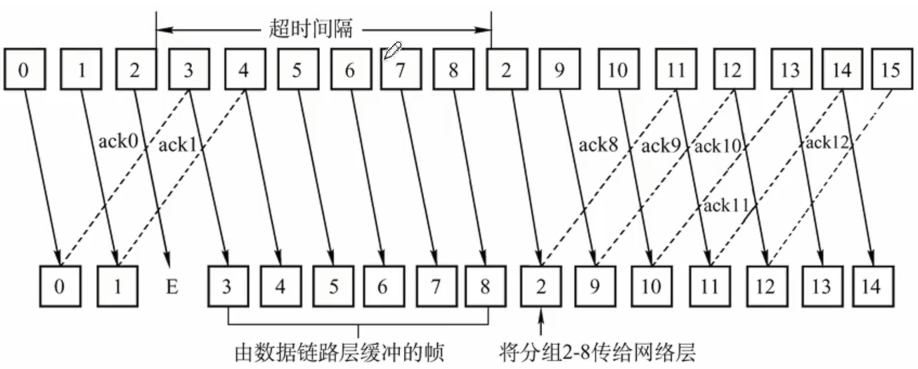 超时间隔
0 1 2 3 4 5 6 7 8 2 9 10 11 12 13 14 15
ack0 ack1 ack8 ack9 ack10 ack12
ack11
0 1 E 3 4 5 6 7 8 2 9 10 11 12 13 14
由数据链路层缓冲的帧 将分组2-8传给网络层